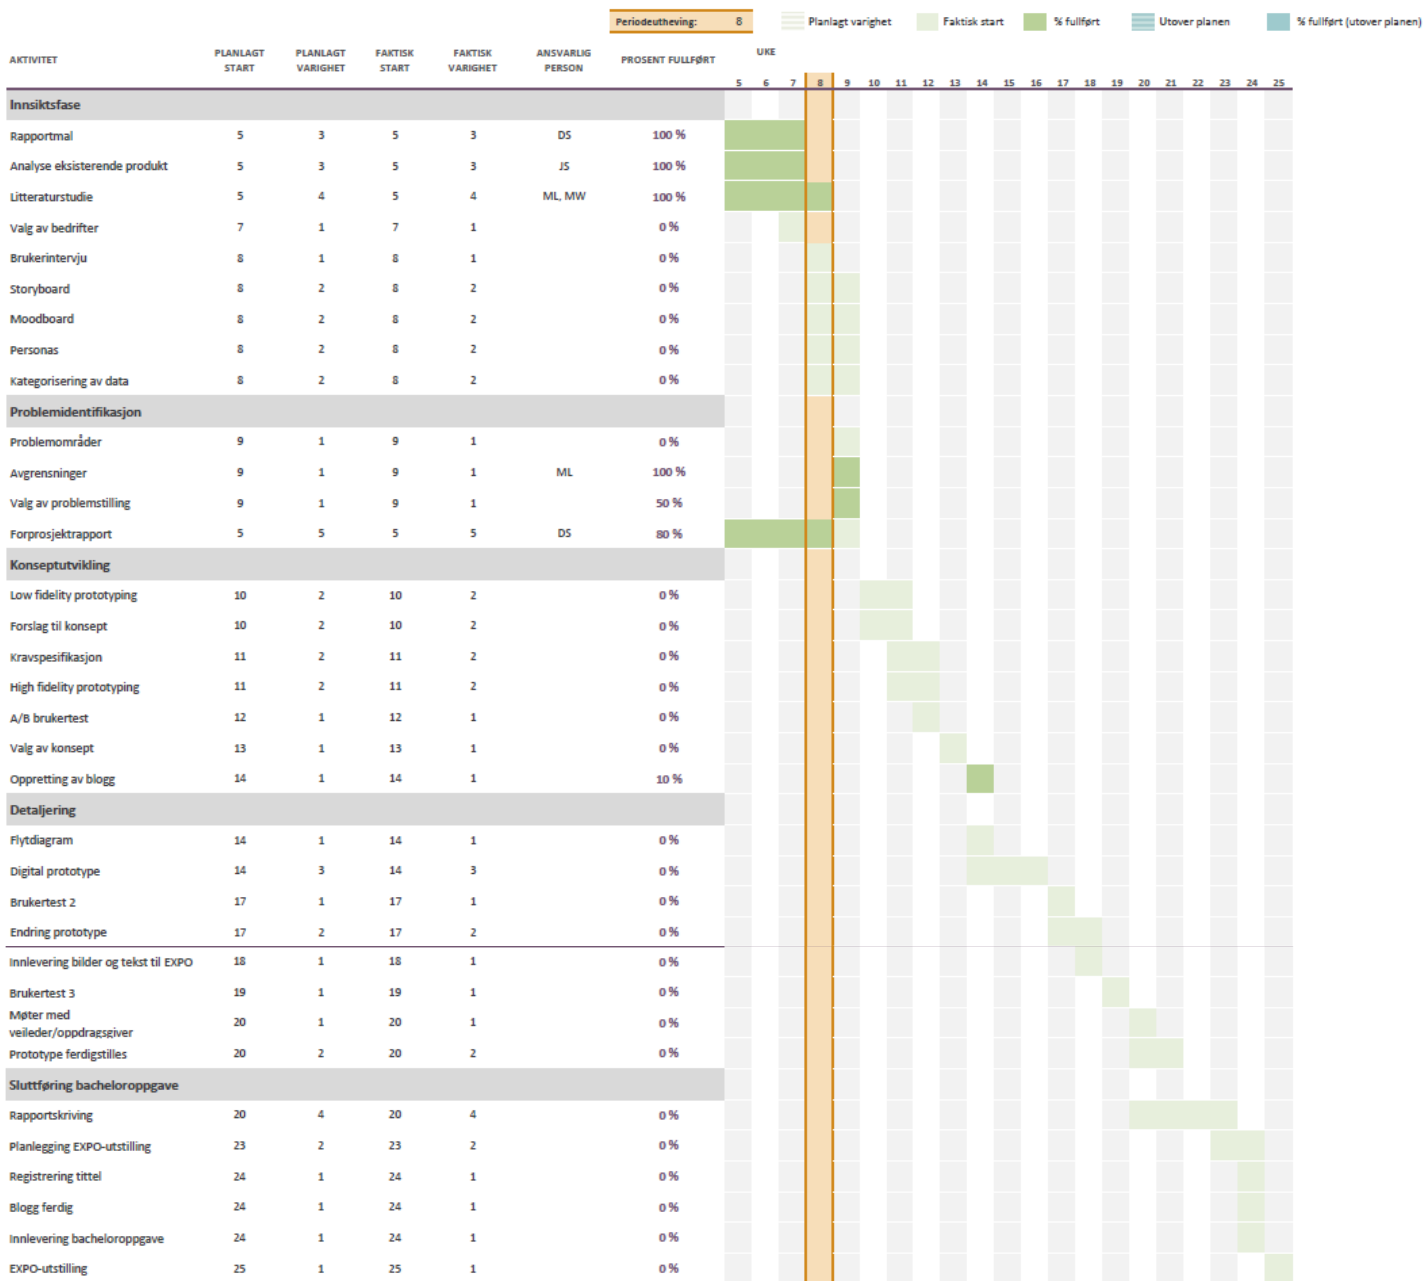 Periodeutheving: 8 Planlagt varighet Faktisk start % fullført Utover planen % fullført (utover planen)
AKTIVITET PLANLAGT START PLANLAGT VARIGHET FAKTISK START FAKTISK VARIGHET ANSVARLIG PERSON PROSENT FULLFØRT UKE
5 6 7 8 9 10 11 12 13 14 15 16 17 18 19 20 21 22 23 24 25
Innsiktsfase
Rapportmal 5 3 5 3 DS 100 %
Analyse eksisterende produkt 5 3 5 3 JS 100 %
Litteraturstudie 5 4 5 4 ML, MW 100 %
Valg av bedrifter 7 1 7 1 0 %
Brukerintervju 8 1 8 1 0 %
Storyboard 8 2 8 2 0 %
Moodboard 8 2 8 2 0 %
Personas 8 2 8 2 0 %
Kategorisering av data 8 2 8 2 0 %
Problemidentifikasjon
Problemområder 9 1 9 1 0 %
Avgrensninger 9 1 9 1 ML 100 %
Valg av problemstilling 9 1 9 1 50 %
Forprosjektrapport 5 5 5 5 DS 80 %
Konseptutvikling
Low fidelity prototyping 10 2 10 2 0 %
Forslag til konsept 10 2 10 2 0 %
Kravspesifikasjon 11 2 11 2 0 %
High fidelity prototyping 11 2 11 2 0 %
A/B brukertest 12 1 12 1 0 %
Valg av konsept 13 1 13 1 0 %
Oppretting av blogg 14 1 14 1 10 %
Detaljering
Flytdiagram 14 1 14 1 0 %
Digital prototype 14 3 14 3 0 %
Brukertest 2 17 1 17 1 0 %
Endring prototype 17 2 17 2 0 %
Innlevering bilder og tekst til EXPO 18 1 18 1 0 %
Brukertest 3 19 1 19 1 0 %
Møter med
veileder/oppdragsgiver 20 1 20 1 0 %
Prototype ferdigstilles 20 2 20 2 0 %
Sluttføring bacheloroppgave
Rapportskriving 20 4 20 4 0 %
Planlegging EXPO-utstilling 23 2 23 2 0 %
Registrering tittel 24 1 24 1 0 %
Blogg ferdig 24 1 24 1 0 %
Innlevering bacheloroppgave 24 1 24 1 0 %
EXPO-utstilling 25 1 25 1 0 %